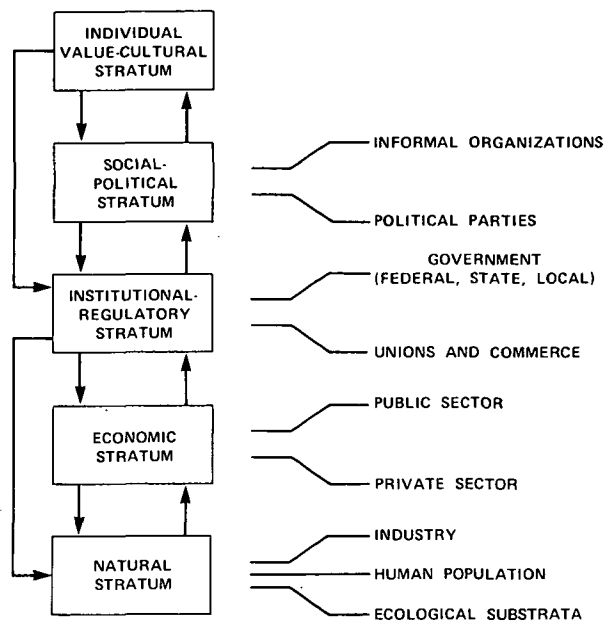 INDIVIDUAL
VALUE-CULTURAL
STRATUM
SOCIAL-
POLITICAL
STRATUM
INFORMAL ORGANIZATIONS
POLITICAL PARTIES
INSTITUTIONAL-
REGULATORY
STRATUM
GOVERNMENT
(FEDERAL, STATE, LOCAL)
UNIONS AND COMMERCE
ECONOMIC
STRATUM
PUBLIC SECTOR
PRIVATE SECTOR
NATURAL
STRATUM
INDUSTRY
HUMAN POPULATION
ECOLOGICAL SUBSTRATA